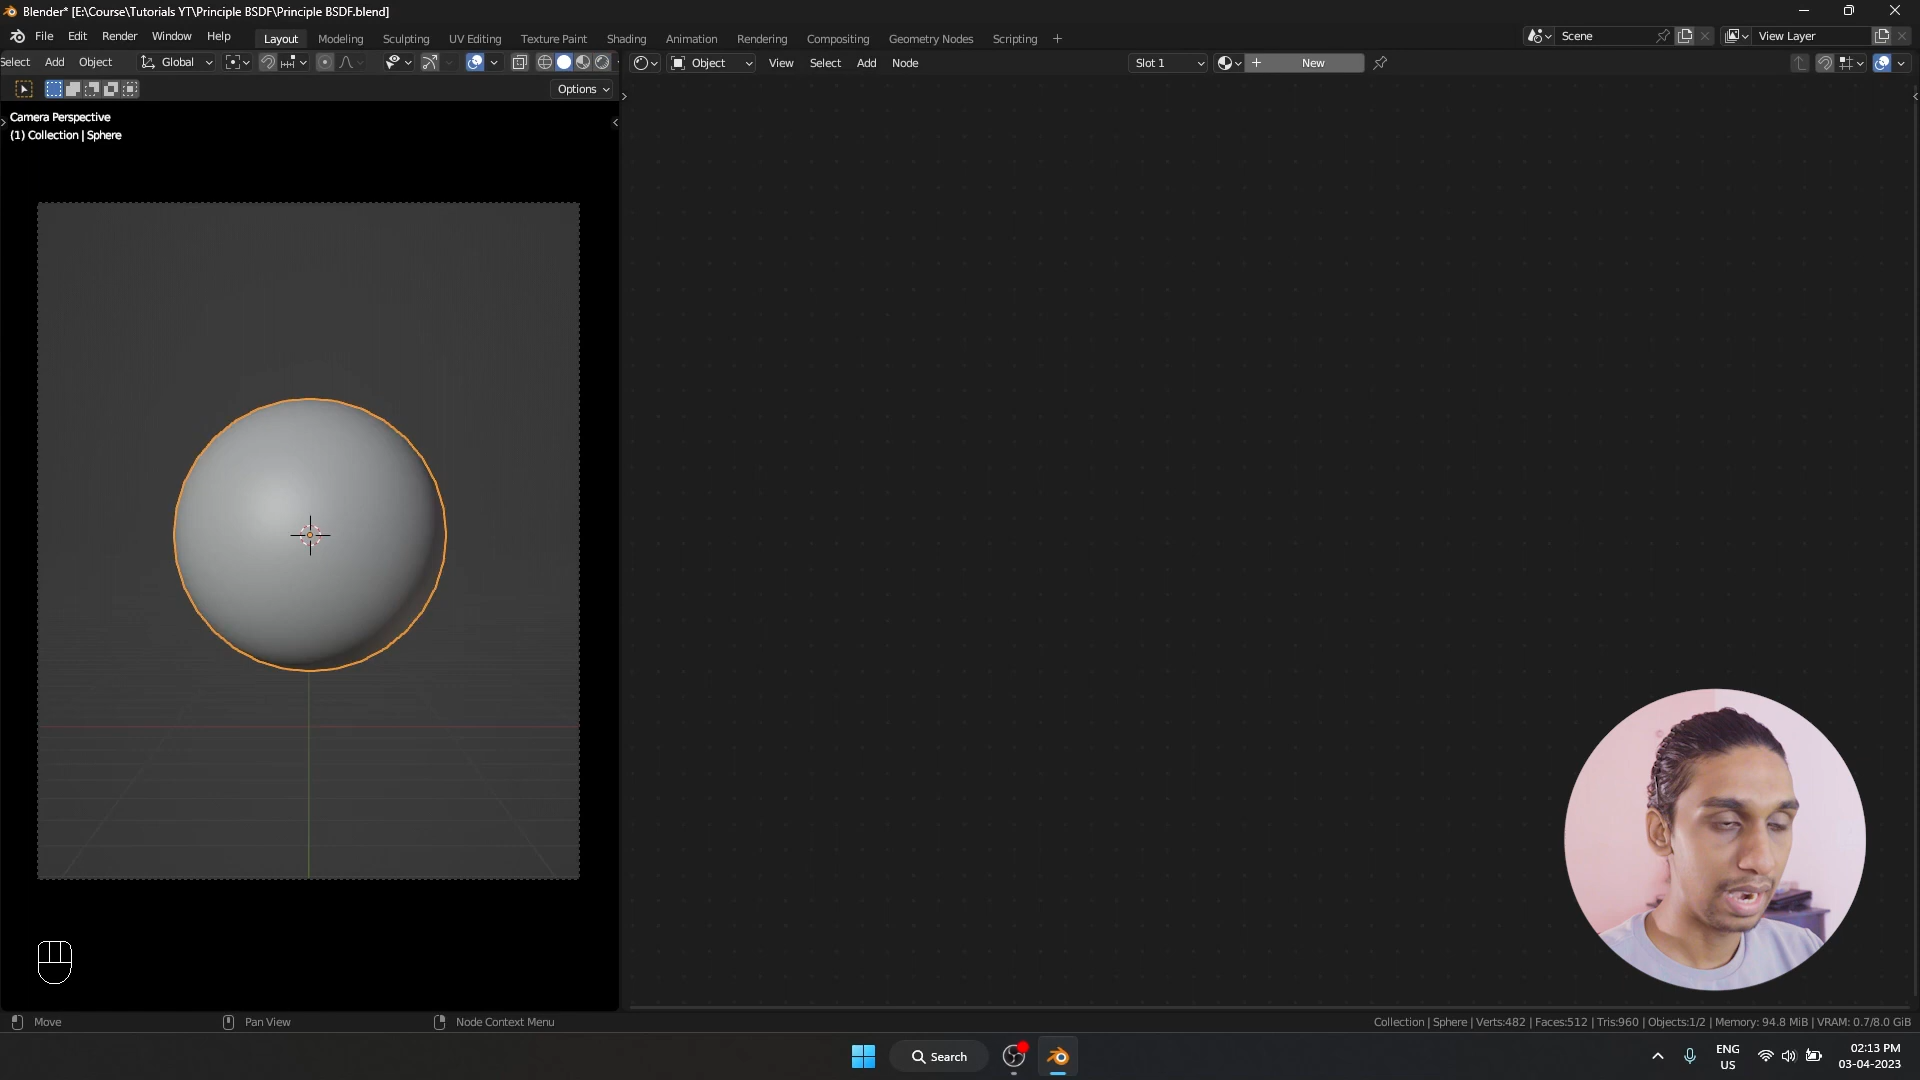 Blender* [E:\Course\Tutorials YT\Principle BSDF\Principle BSDF.blend]
File Edit Render Window Help Layout Modeling Sculpting UV Editing Texture Paint Shading Animation Rendering Compositing Geometry Nodes Scripting + Scene View Layer
Select Add Object Global Object View Select Add Node Slot 1 New
Options
Camera Perspective
(1) Collection | Sphere
Move Pan View Node Context Menu Collection | Sphere | Verts:482 | Faces:512 | Tris:960 | Objects:1/2 | Memory: 94.8 MiB | VRAM: 0.7/8.0 GiB
Search ENG US 02:13 PM
03-04-2023